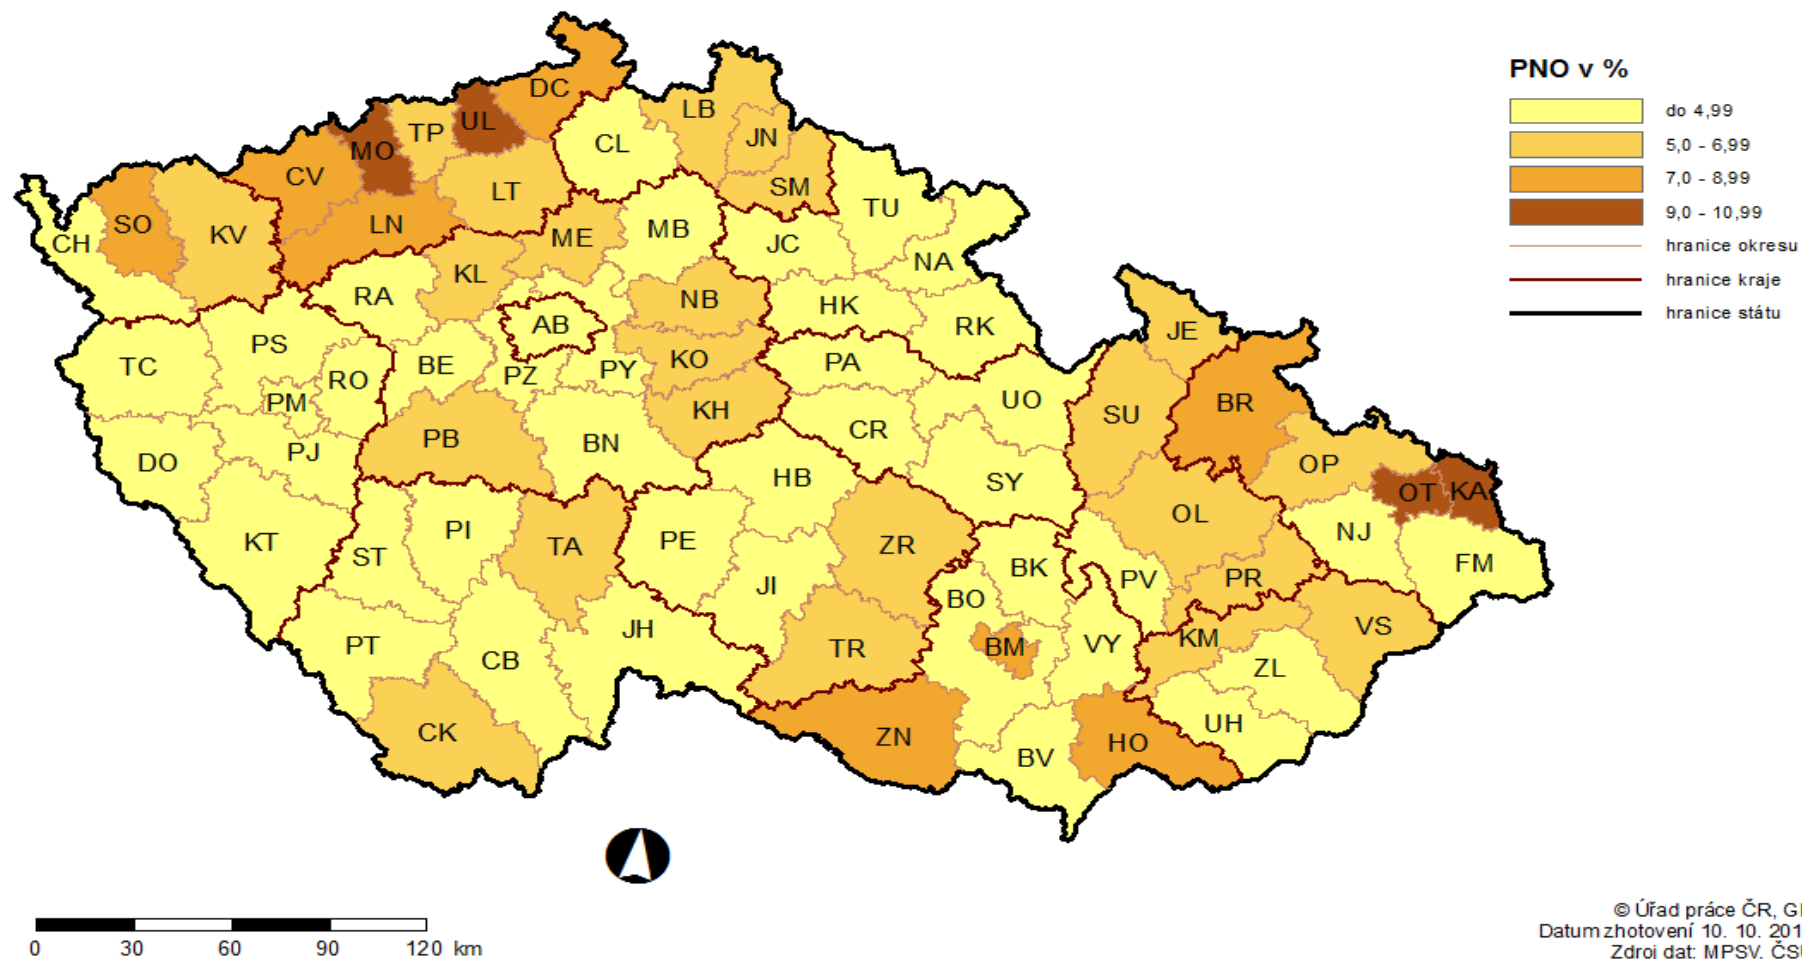 DC
LB
UL
TP
JN
CL
MO
CV
SM
LT
TU
SO
LN
MB
KV
ME
CH
JC
NA
KL
RA
NB
HK
AB
RK
JE
PS
KO
PA
TC
BE
PY
PZ
RO
UO
PM
BR
KH
SU
CR
PB
BN
PJ
DO
OP
HB
SY
OT
KA
OL
PI
NJ
KT
PE
ZR
TA
ST
FM
BK
PR
PV
JI
BO
VS
JH
KM
PT
VY
BM
TR
CB
ZL
UH
CK
ZN
HO
BV
PNO v %
do 4,99
5,0 - 6,99
7,0 - 8,99
9,0 - 10,99
hranice okresu
hranice kraje
hranice státu
0 30 60 90 120 km
© Úřad práce ČR,
Datum zhotovení 10. 10.
Zdroj dat: MPSV,